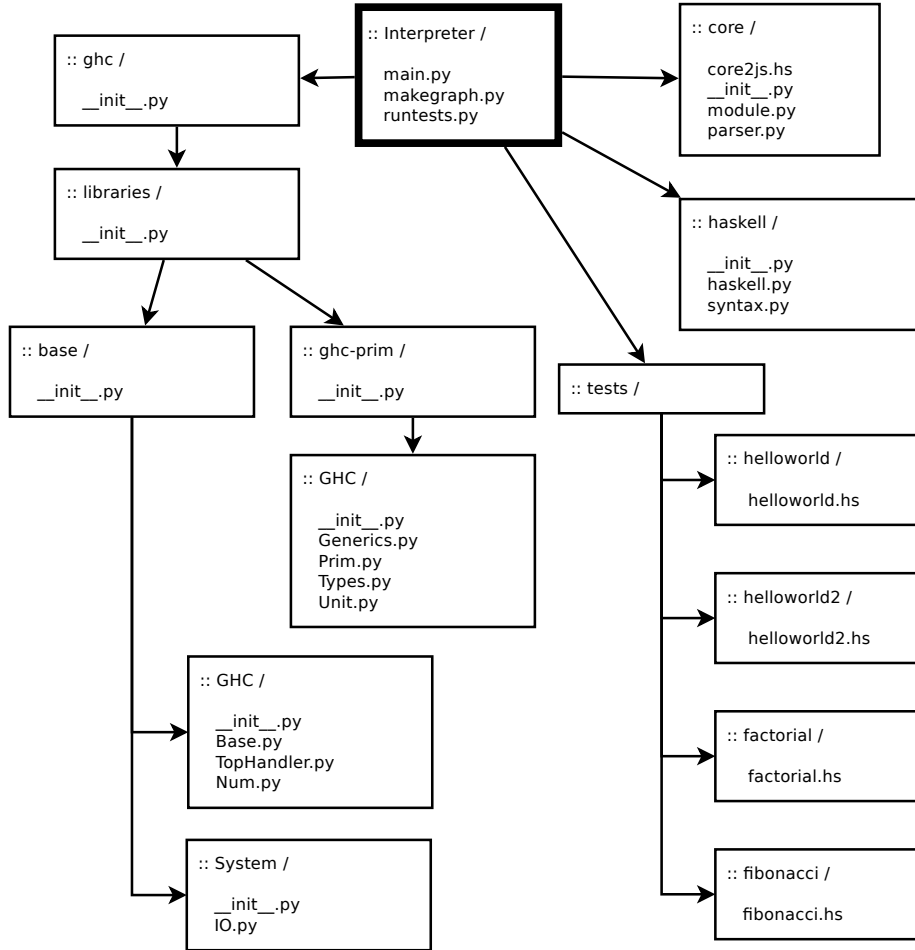 :: Interpreter /
main.py
makegraph.py
runtests.py
:: ghc /
__init__.py
:: core /
core2js.hs
__init__.py
module.py
parser.py
:: libraries /
__init__.py
:: haskell /
__init__.py
haskell.py
syntax.py
:: base /
__init__.py
:: ghc-prim /
__init__.py
:: tests /
:: GHC /
__init__.py
Generics.py
Prim.py
Types.py
Unit.py
:: helloworld /
helloworld.hs
:: helloworld2 /
helloworld2.hs
:: GHC /
__init__.py
Base.py
TopHandler.py
Num.py
:: factorial /
factorial.hs
:: System /
__init__.py
IO.py
:: fibonacci /
fibonacci.hs